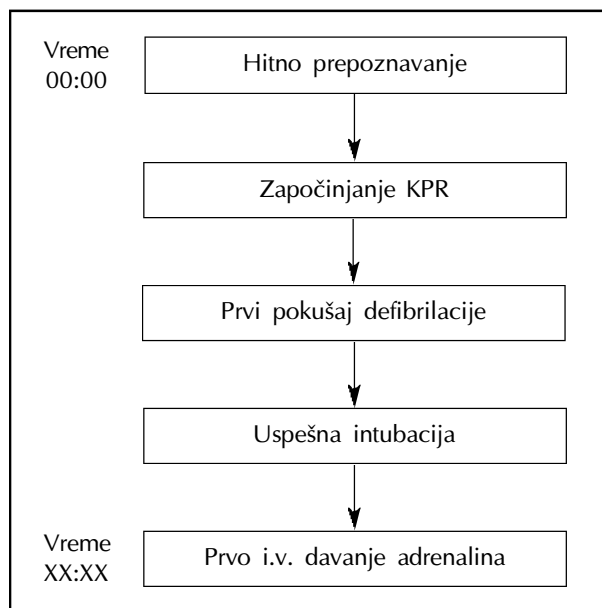 Vreme
00:00
Hitno prepoznavanje
Započinjanje KPR
Prvi pokušaj defibrilacije
Uspešna intubacija
Vreme
XX:XX
Prvo i.v. davanje adrenalina